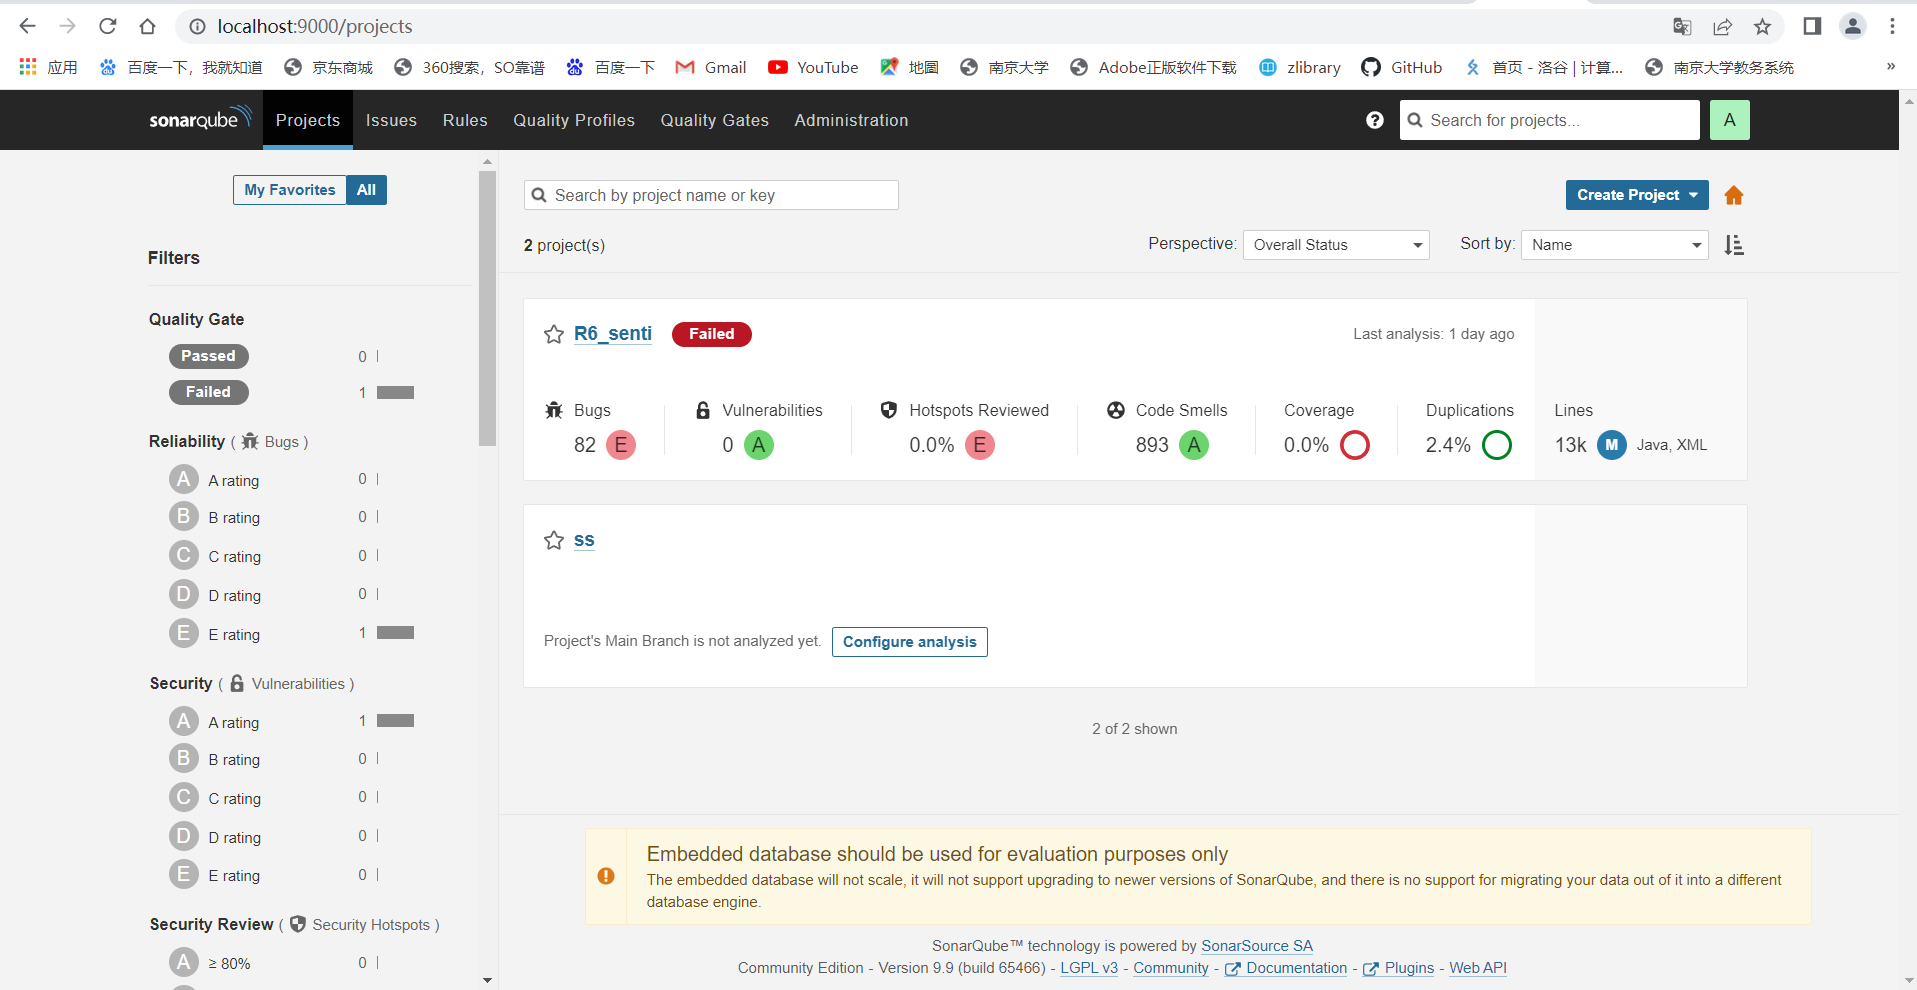 localhost:9000/projects
应用 百度一下，我就知道 京东商城 360搜索，SO靠谱 百度一下 Gmail YouTube 地圖 南京大学 Adobe正版软件下载 zlibrary GitHub 首页 - 洛谷 | 计算... 南京大学教务系统 »
sonarqube Projects Issues Rules Quality Profiles Quality Gates Administration Search for projects... A
My Favorites All
Search by project name or key
Create Project
2 project(s)
Perspective: Overall Status Sort by: Name
Filters
Quality Gate
Passed 0
Failed 1
Reliability ( Bugs )
A A rating 0
B B rating 0
C C rating 0
D D rating 0
E E rating 1
Security ( Vulnerabilities )
A A rating 1
B B rating 0
C C rating 0
D D rating 0
E E rating 0
Security Review ( Security Hotspots )
A ≥ 80% 0
R6_senti Failed Last analysis: 1 day ago
Bugs Vulnerabilities Hotspots Reviewed Code Smells Coverage Duplications Lines
82 E 0 A 0.0% E 893 A 0.0% 2.4% 13k M Java, XML
ss
Project's Main Branch is not analyzed yet. Configure analysis
2 of 2 shown
Embedded database should be used for evaluation purposes only
The embedded database will not scale, it will not support upgrading to newer versions of SonarQube, and there is no support for migrating your data out of it into a different
database engine.
SonarQube™ technology is powered by SonarSource SA
Community Edition - Version 9.9 (build 65466) - LGPL v3 - Community - Documentation - Plugins - Web API